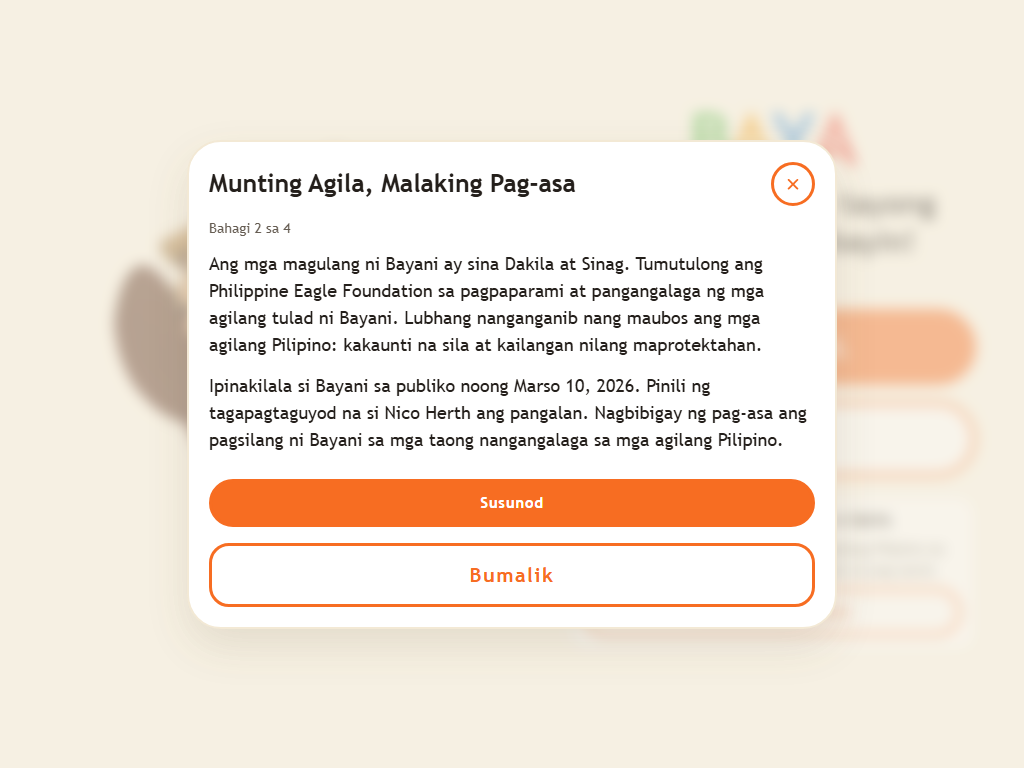 BAYA
Munting Agila, Malaking Pag-asa
Bahagi 2 sa 4
Ang mga magulang ni Bayani ay sina Dakila at Sinag. Tumutulong ang
Philippine Eagle Foundation sa pagpaparami at pangangalaga ng mga
agilang tulad ni Bayani. Lubhang nanganganib nang maubos ang mga
agilang Pilipino: kakaunti na sila at kailangan nilang maprotektahan.
Ipinakilala si Bayani sa publiko noong Marso 10, 2026. Pinili ng
tagapagtaguyod na si Nico Herth ang pangalan. Nagbibigay ng pag-asa ang
pagsilang ni Bayani sa mga taong nangangalaga sa mga agilang Pilipino.
Susunod
Bumalik